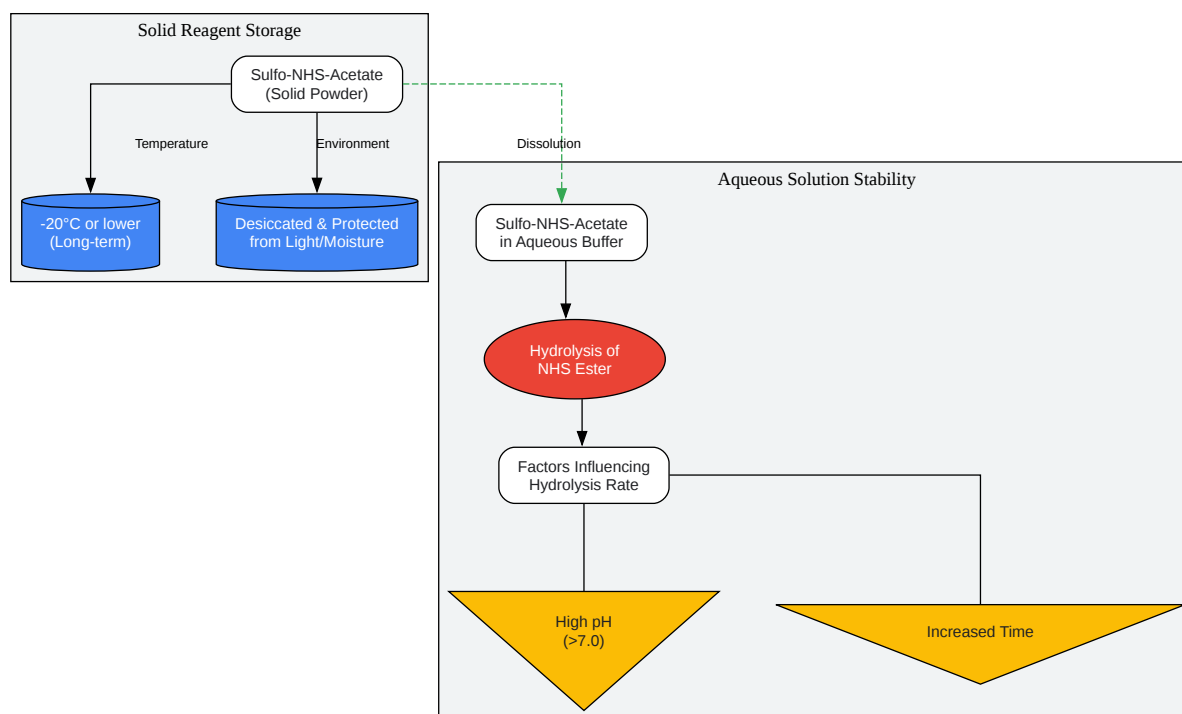 Solid Reagent Storage
Sulfo-NHS-Acetate
(Solid Powder)
Temperature
Environment
-20°C or lower
(Long-term)
Desiccated & Protected
from Light/Moisture
Dissolution
Aqueous Solution Stability
Sulfo-NHS-Acetate
in Aqueous Buffer
Hydrolysis of
NHS Ester
Factors Influencing
Hydrolysis Rate
High pH
(>7.0)
Increased Time